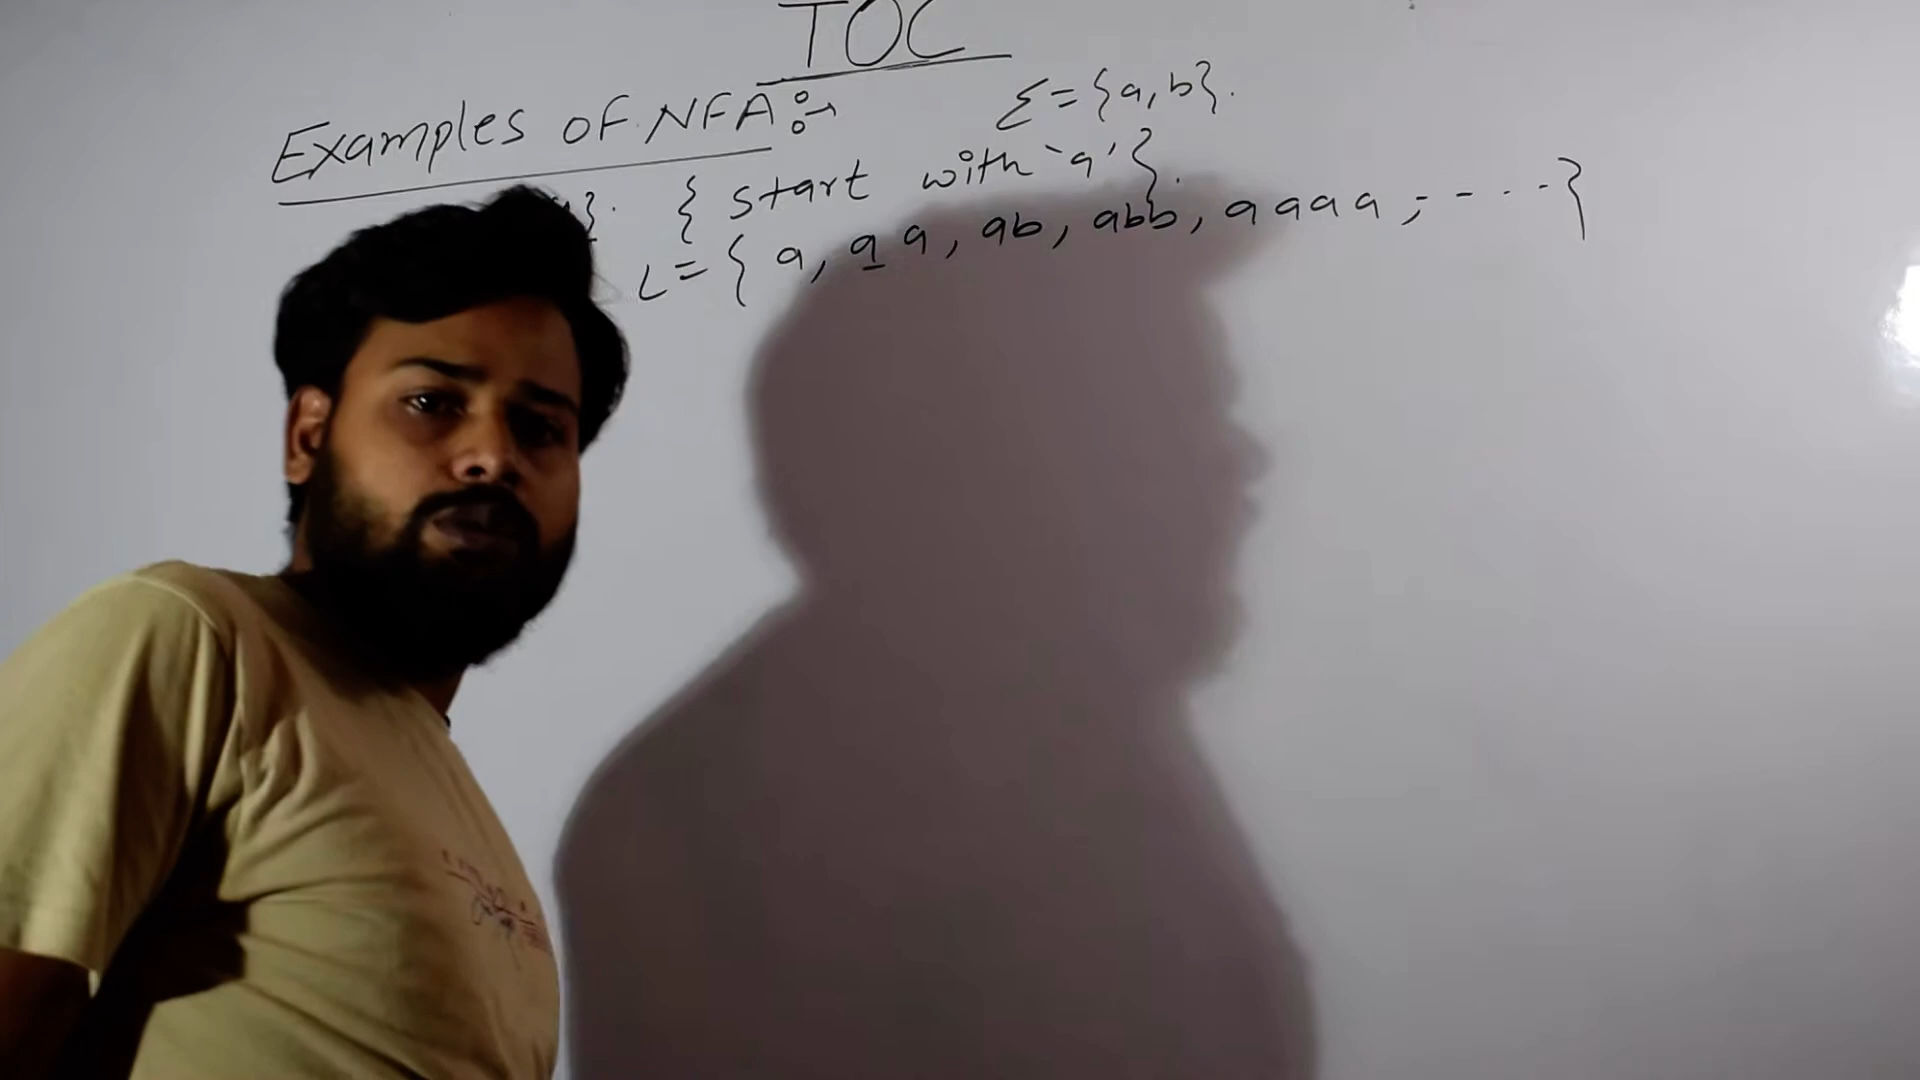 TOC
Examples of NFA:→ Σ={a,b}.
{ start with 'a' }.
L={ a, aa, ab, abb, aaaa, - - - - }